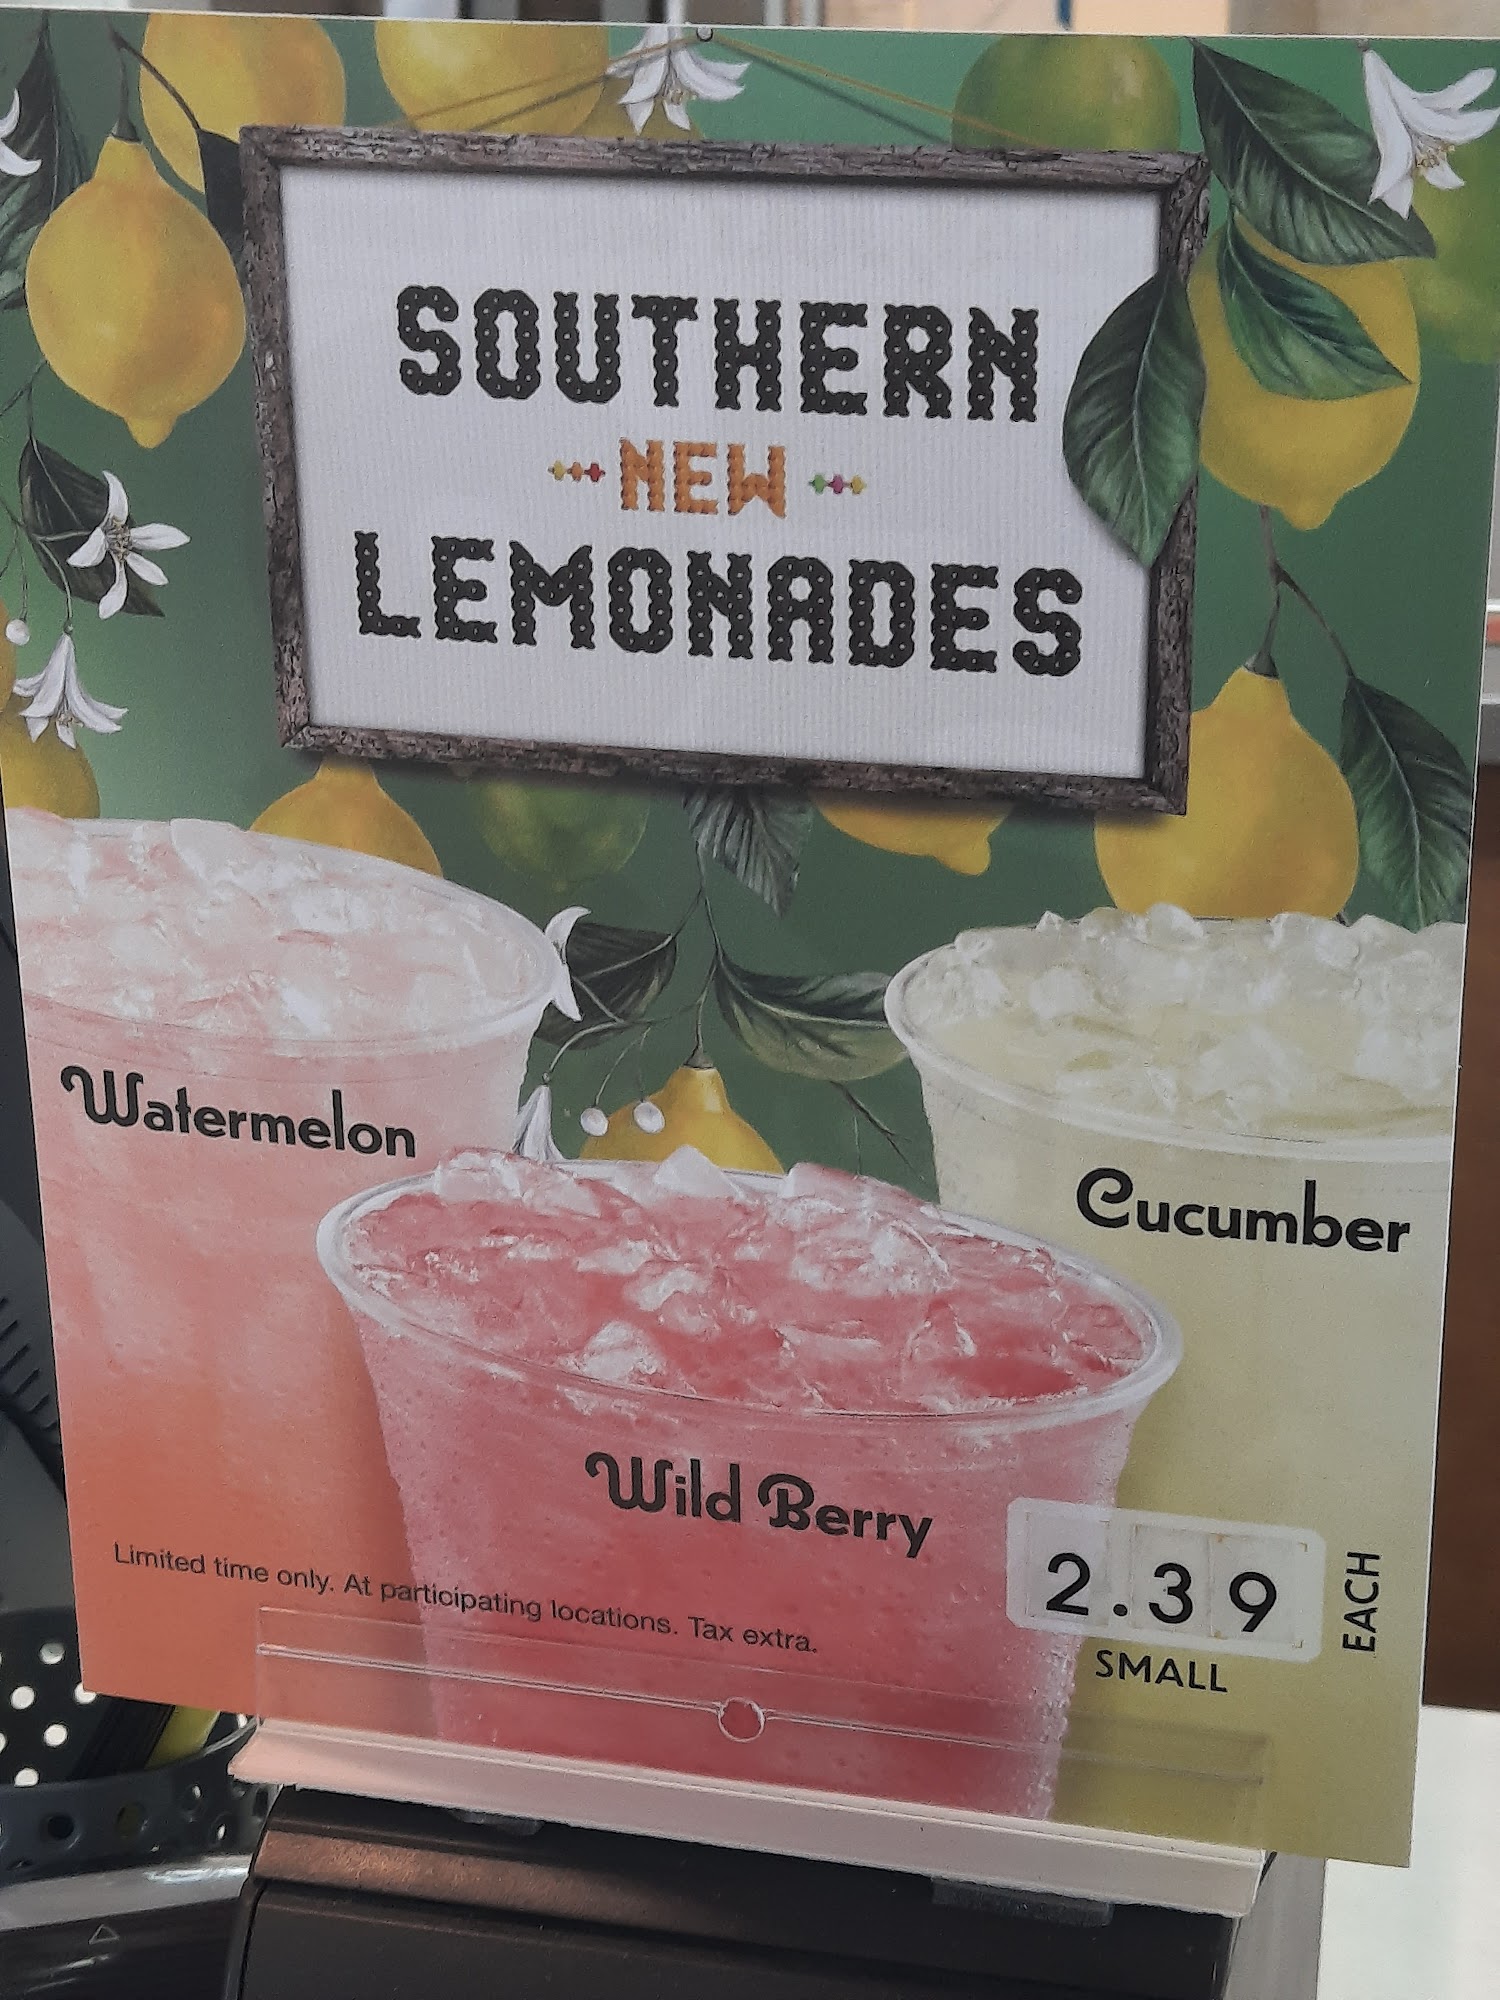 SOUTHERN
NEW
LEMONADES
Watermelon
Cucumber
Wild Berry
Limited time only. At participating locations. Tax extra.
2.39
EACH
SMALL